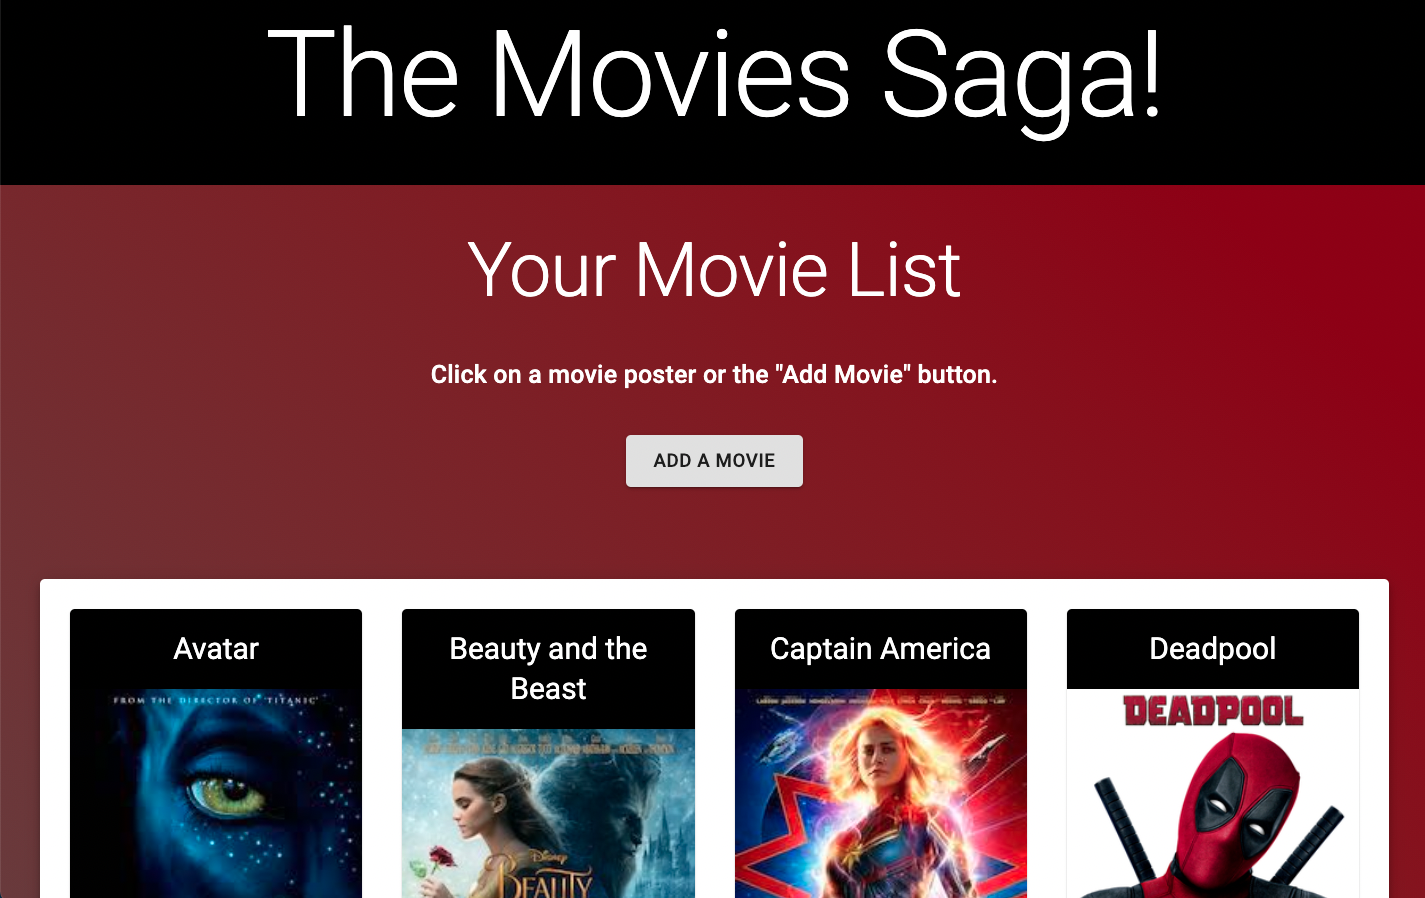 The Movies Saga!
Your Movie List
Click on a movie poster or the "Add Movie" button.
ADD A MOVIE
Avatar
Beauty and the
Beast
Captain America
Deadpool
FROM THE DIRECTOR OF 'TITANIC'
DEADPOOL
Disney
BEAUTY